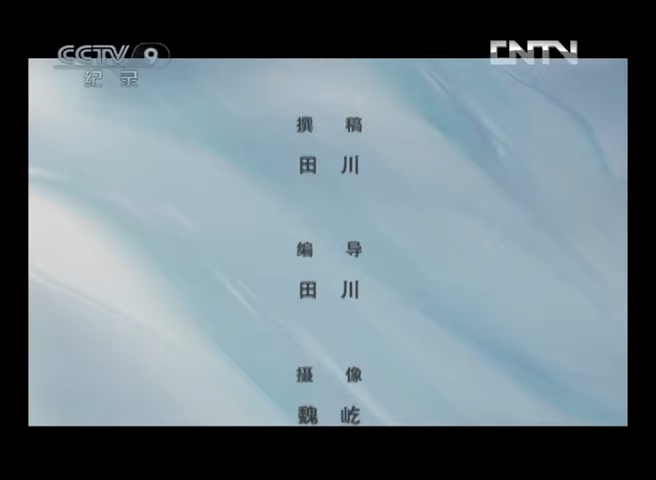 CCTV 9
CNTV
纪录
撰 稿
田 川
编 导
田 川
摄 像
魏 屹